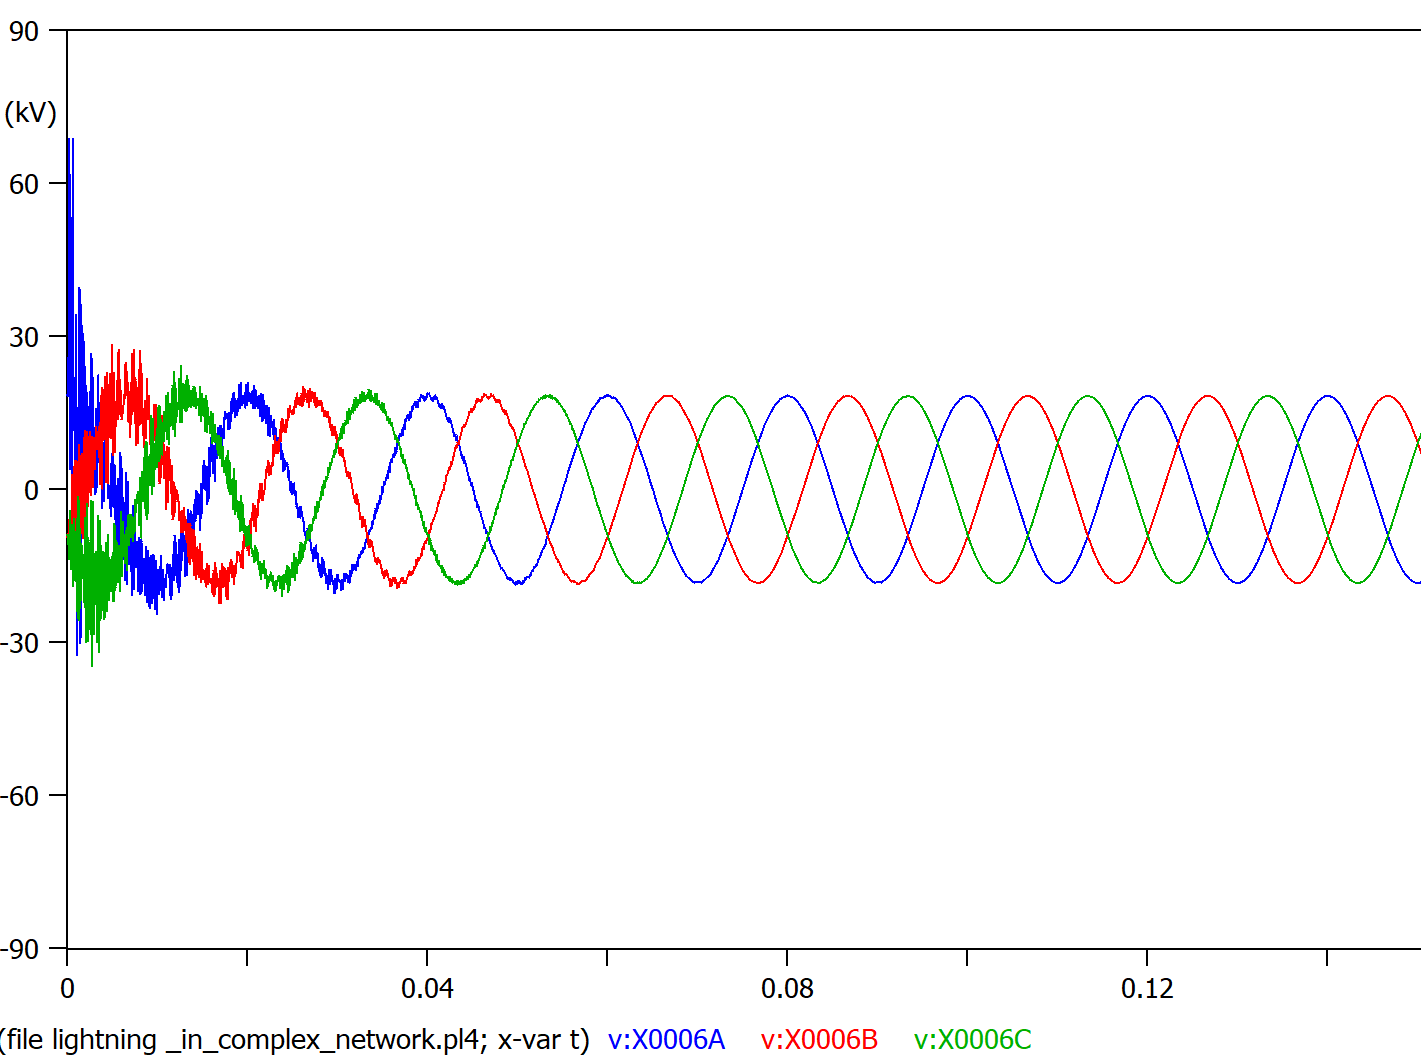 90
(kV)
60
30
0
-30
-60
-90
0 0.04 0.08 0.12
(file lightning _in_complex_network.pl4; x-var t) v:X0006A v:X0006B v:X0006C